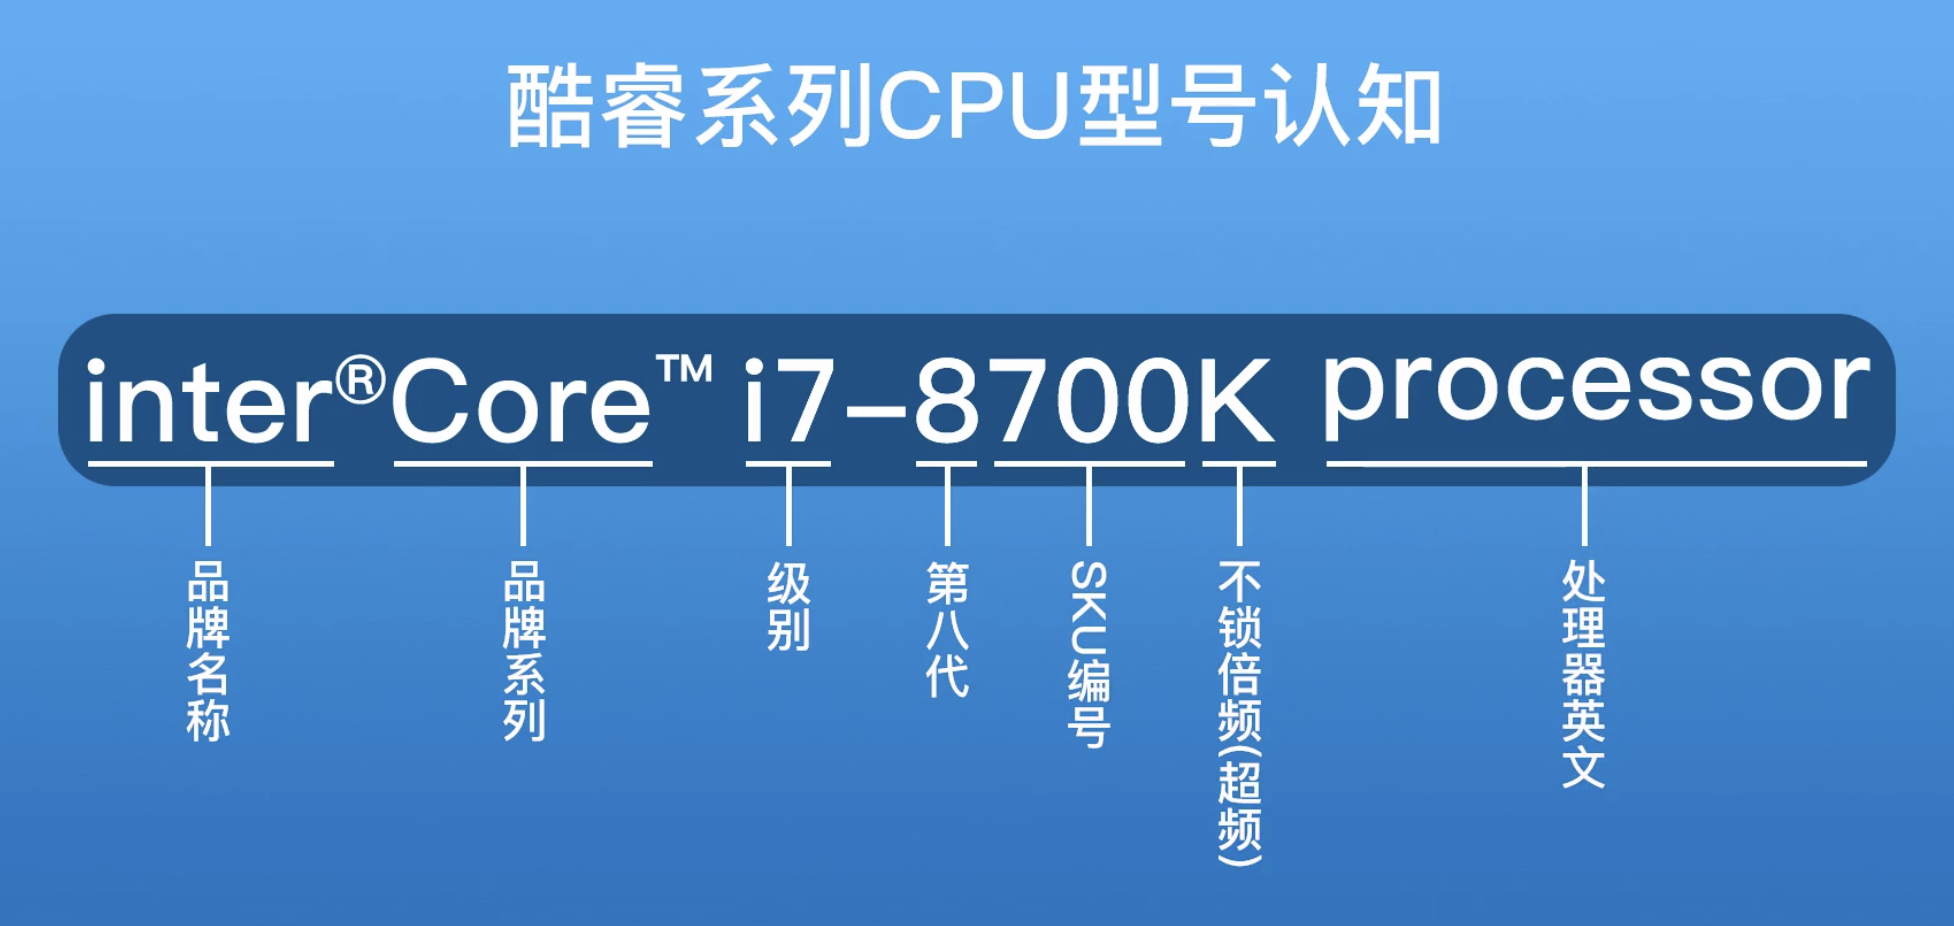 酷睿系列CPU型号认知
inter®Core™ i7-8700K processor
品牌名称
品牌系列
级别
第八代
SKU编号
不锁倍频(超频)
处理器英文